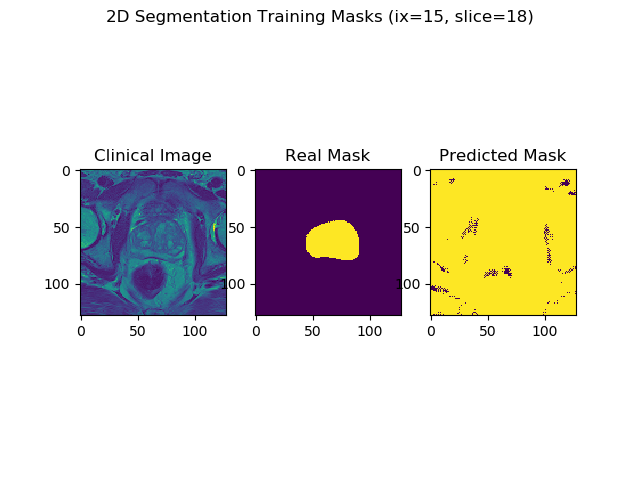 2D Segmentation Training Masks (ix=15, slice=18)
Clinical Image Real Mask Predicted Mask
0 0 0
50 50 50
100 100 100
0 50 100 0 50 100 0 50 100